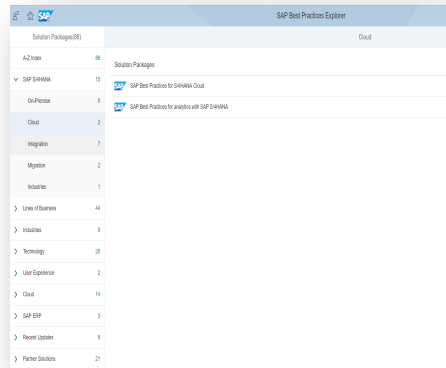 SAP
SAP Best Practices Explorer
Solution Packages(88)
Cloud
A-Z Index 88
Solution Packages
SAP S/4HANA 15
SAP Best Practices for S/4HANA Cloud
On-Premise 6
SAP Best Practices for analytics with SAP S/4HANA
Cloud 2
Integration 7
Migration 2
Industries 1
Lines of Business 44
Industries 9
Technology 25
User Experience 2
Cloud 14
SAP ERP 3
Recent Updates 8
Partner Solutions 21